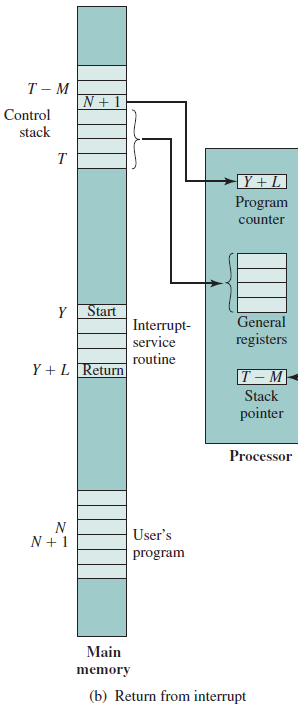 T − M
N + 1
Control
stack
T
Y + L
Program
counter
Y
Start
Interrupt-
service
routine
General
registers
Y + L
Return
T − M
Stack
pointer
Processor
N
N + 1
User's
program
Main
memory
(b) Return from interrupt